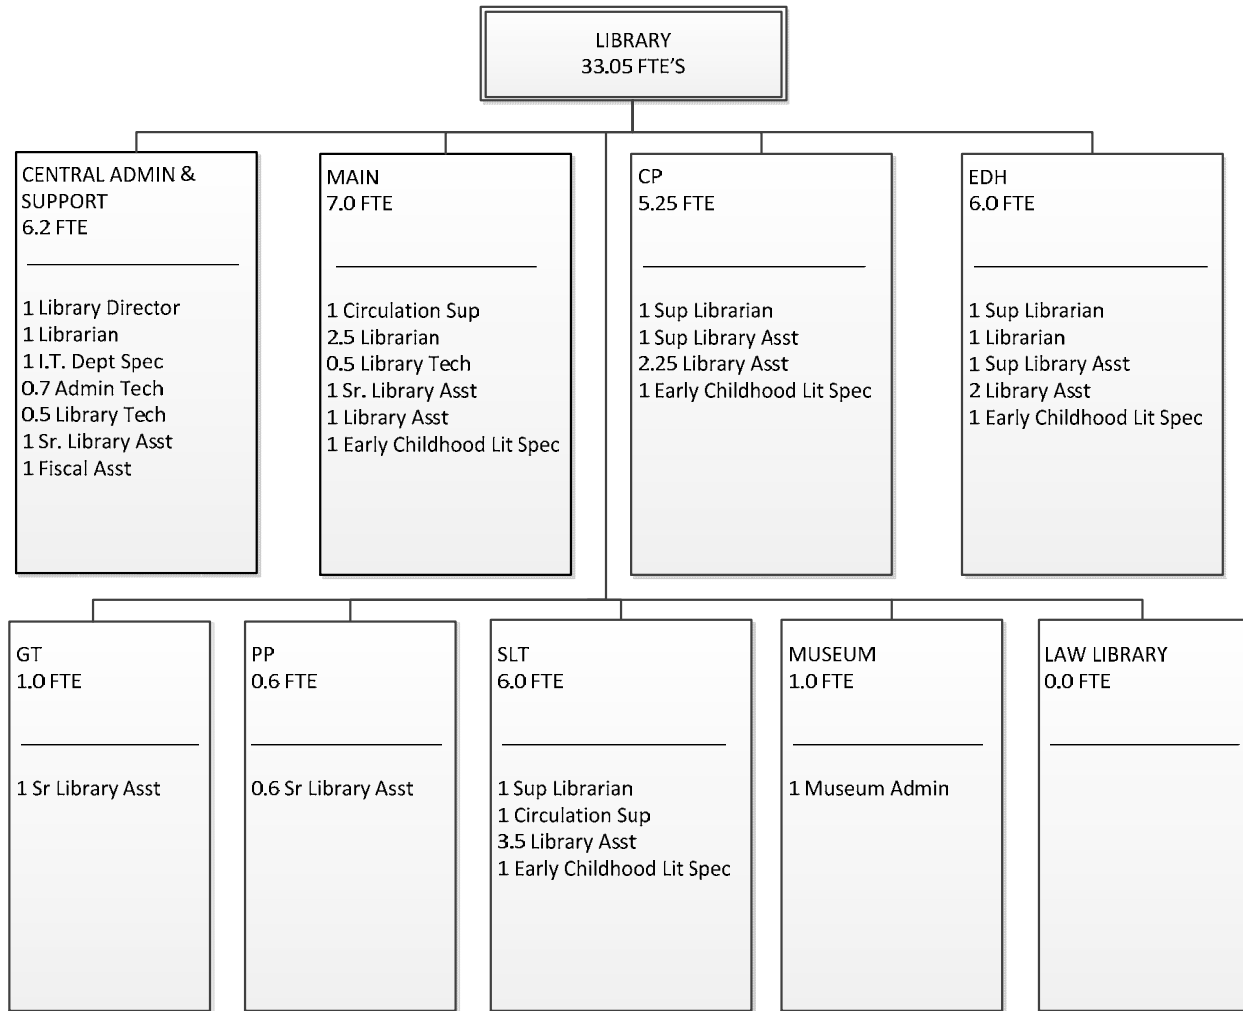 LIBRARY
33.05 FTE'S
CENTRAL ADMIN &
SUPPORT
6.2 FTE
1 Library Director
1 Librarian
1 I.T. Dept Spec
0.7 Admin Tech
0.5 Library Tech
1 Sr. Library Asst
1 Fiscal Asst
MAIN
7.0 FTE
1 Circulation Sup
2.5 Librarian
0.5 Library Tech
1 Sr. Library Asst
1 Library Asst
1 Early Childhood Lit Spec
CP
5.25 FTE
1 Sup Librarian
1 Sup Library Asst
2.25 Library Asst
1 Early Childhood Lit Spec
EDH
6.0 FTE
1 Sup Librarian
1 Librarian
1 Sup Library Asst
2 Library Asst
1 Early Childhood Lit Spec
GT
1.0 FTE
1 Sr Library Asst
PP
0.6 FTE
0.6 Sr Library Asst
SLT
6.0 FTE
1 Sup Librarian
1 Circulation Sup
3.5 Library Asst
1 Early Childhood Lit Spec
MUSEUM
1.0 FTE
1 Museum Admin
LAW LIBRARY
0.0 FTE